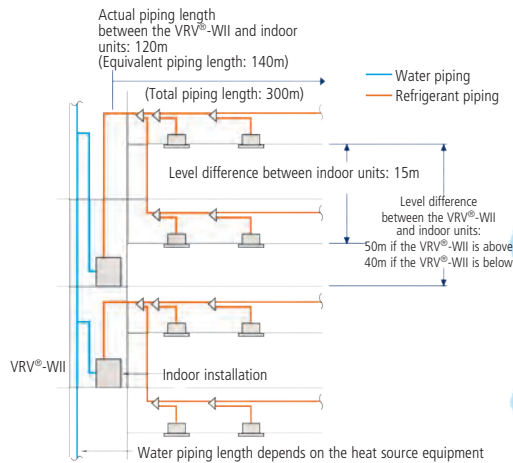 Actual piping length
between the VRV®-WII and indoor
units: 120m
(Equivalent piping length: 140m)
(Total piping length: 300m)
Water piping
Refrigerant piping
Level difference between indoor units: 15m
Level difference
between the VRV®-WII
and indoor units:
50m if the VRV®-WII is above
40m if the VRV®-WII is below
VRV®-WII
Indoor installation
Water piping length depends on the heat source equipment